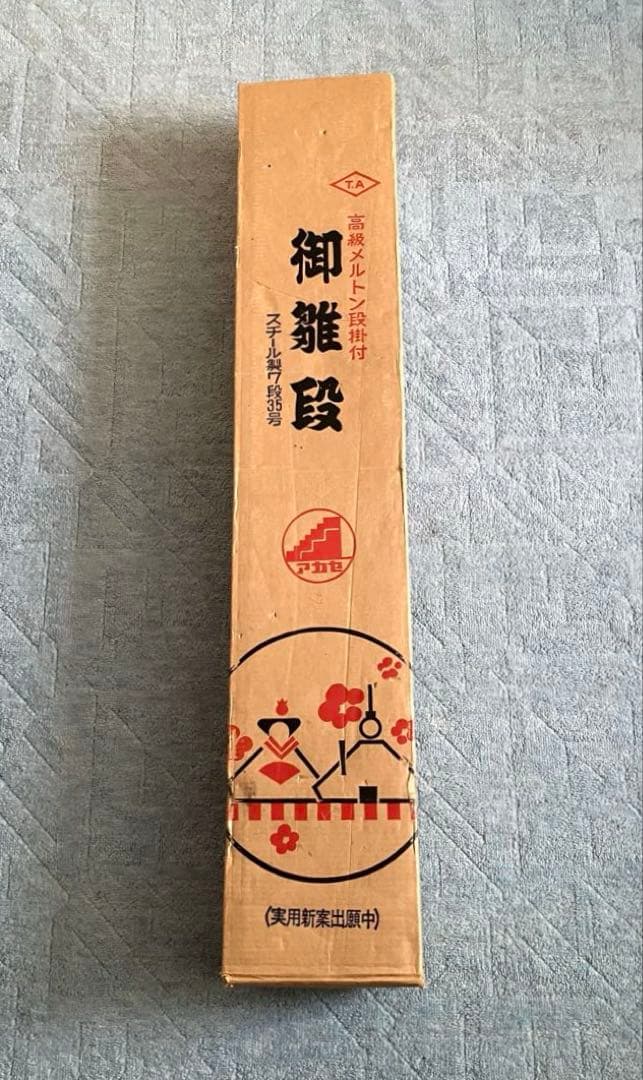 T.A
高級メルトン段掛付
御雛段
スチール製7段35号
アカセ
(実用新案出願中)